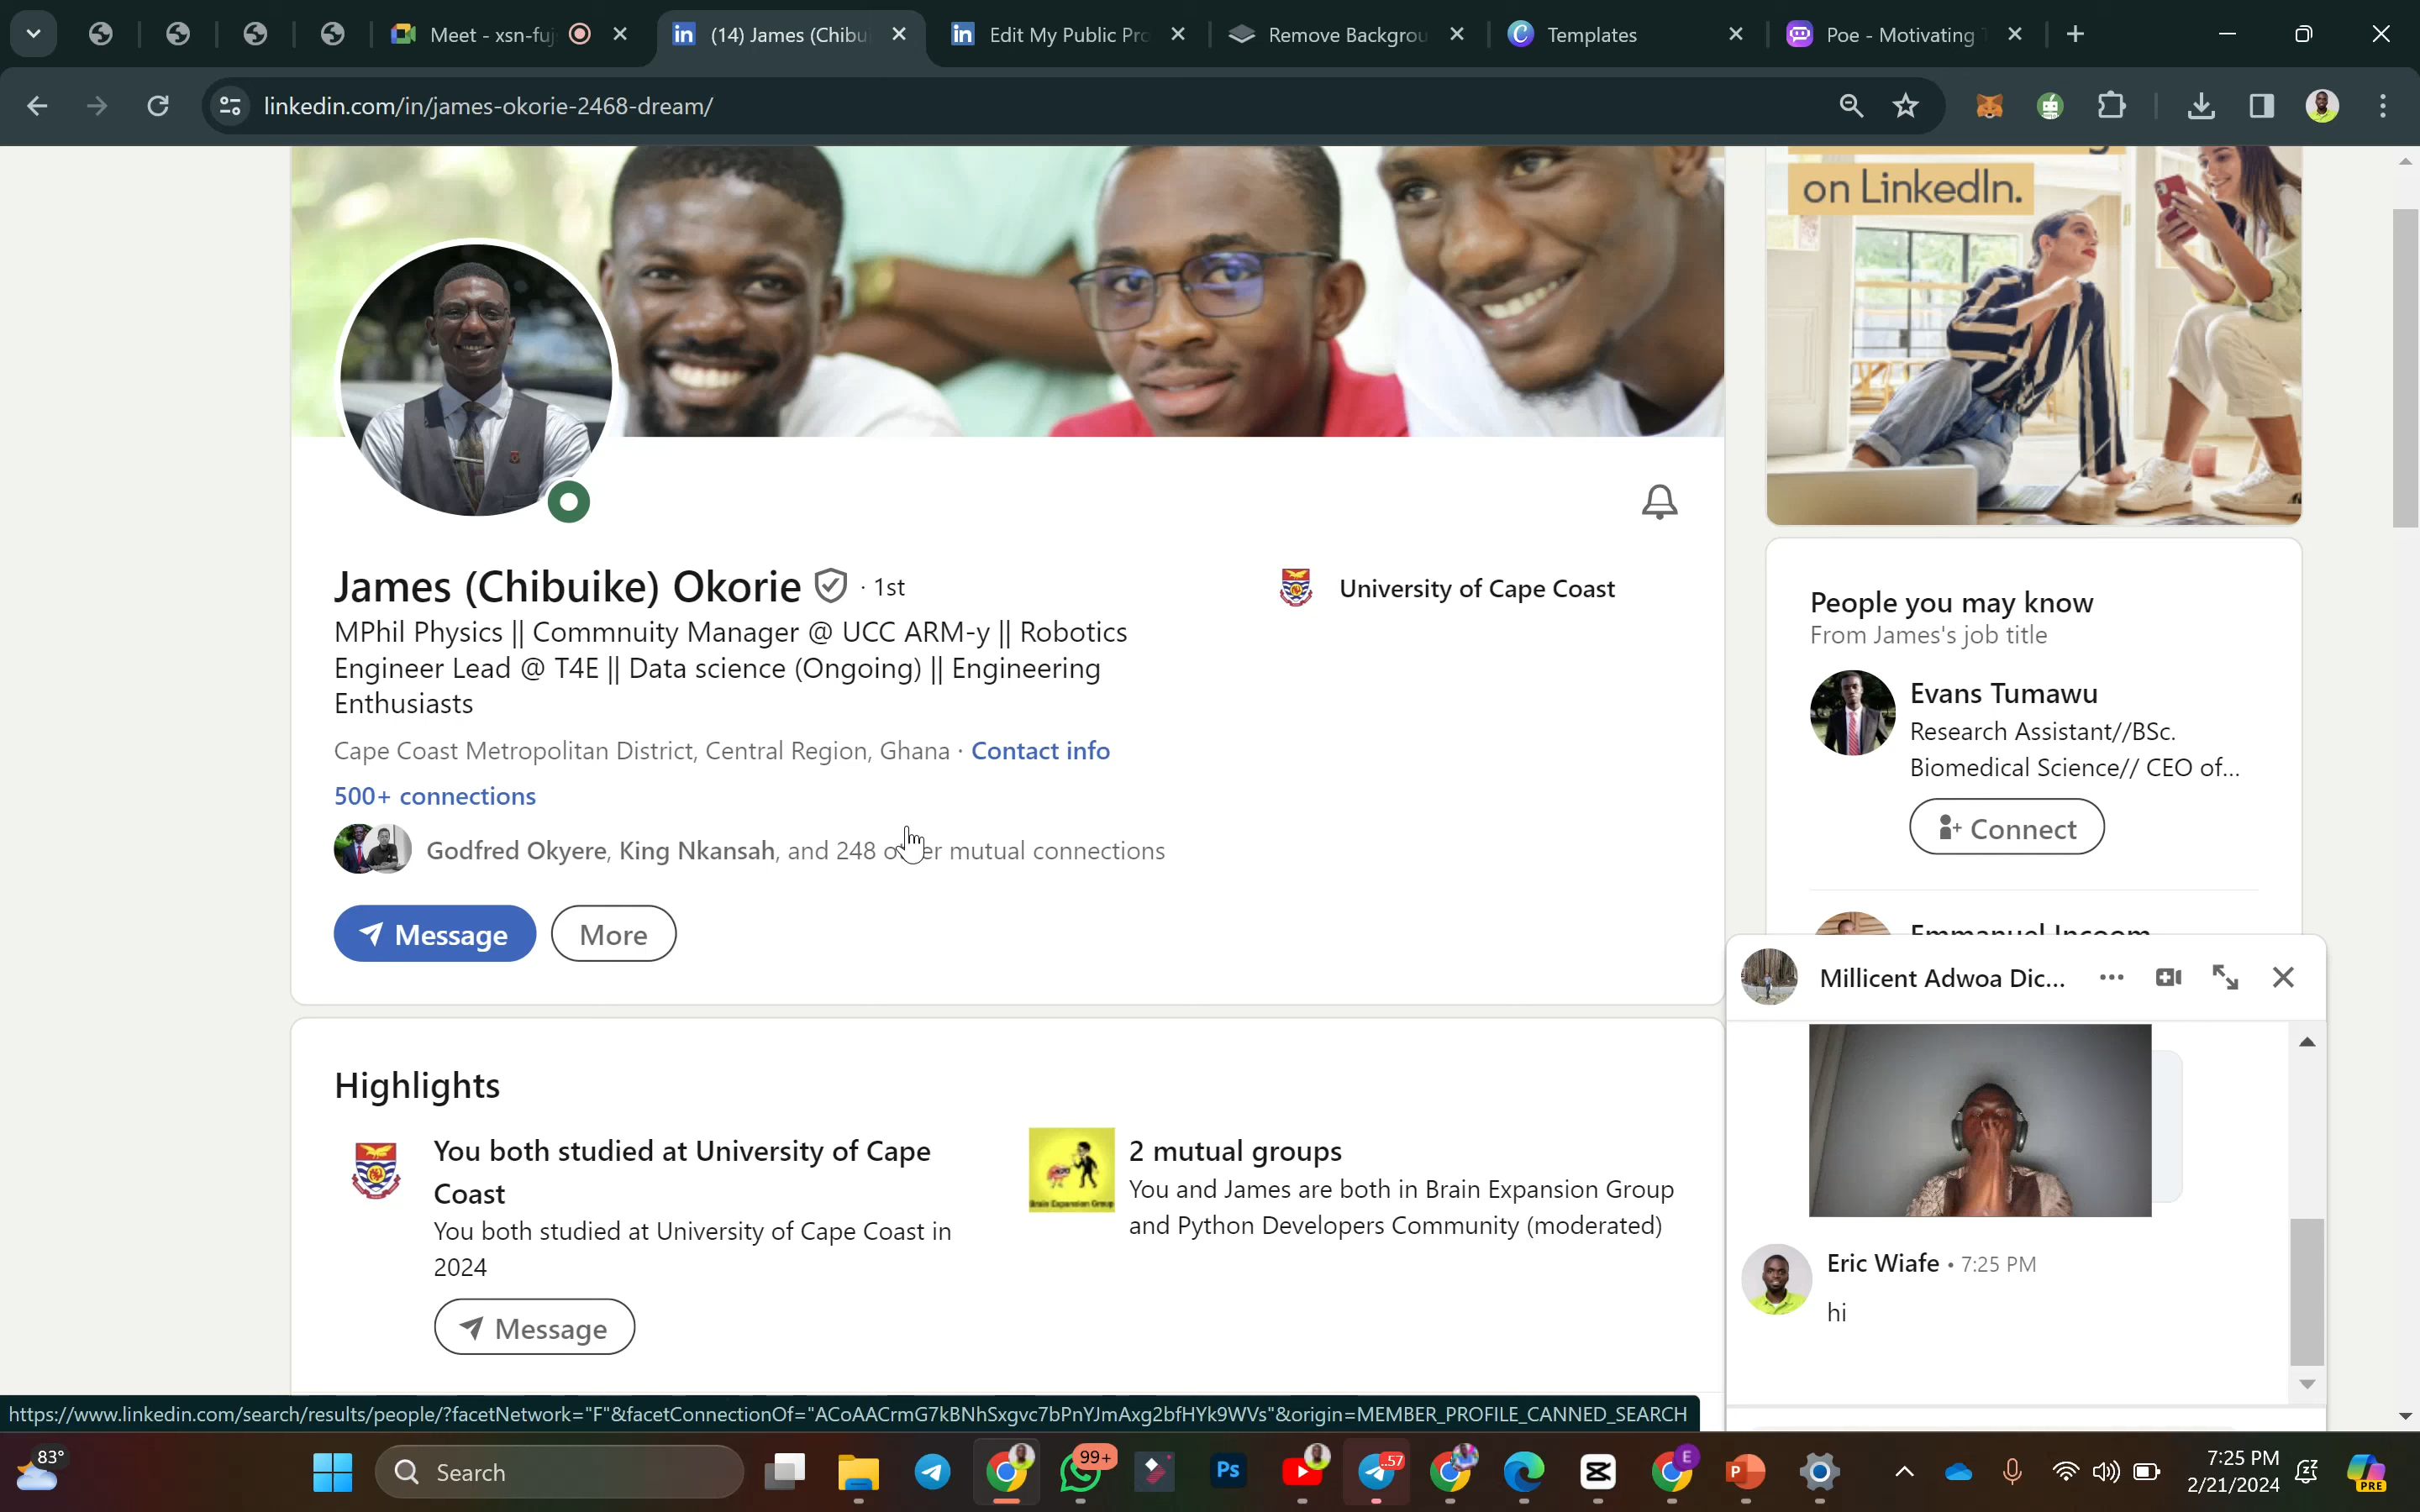 Meet - xsn-fuj
(14) James (Chibu
Edit My Public Pro
Remove Backgrou
Templates
Poe - Motivating
linkedin.com/in/james-okorie-2468-dream/
on LinkedIn.
James (Chibuike) Okorie · 1st
University of Cape Coast
MPhil Physics || Commnuity Manager @ UCC ARM-y || Robotics
Engineer Lead @ T4E || Data science (Ongoing) || Engineering
Enthusiasts
Cape Coast Metropolitan District, Central Region, Ghana · Contact info
500+ connections
Godfred Okyere, King Nkansah, and 248 other mutual connections
Message
More
Highlights
You both studied at University of Cape
Coast
You both studied at University of Cape Coast in
2024
Message
Brain Expansion Group
2 mutual groups
You and James are both in Brain Expansion Group
and Python Developers Community (moderated)
People you may know
From James's job title
Evans Tumawu
Research Assistant//BSc.
Biomedical Science// CEO of...
Connect
Emmanuel Incoom
Millicent Adwoa Dic...
Eric Wiafe • 7:25 PM
hi
https://www.linkedin.com/search/results/people/?facetNetwork="F"&facetConnectionOf="ACoAACrmG7kBNhSxgvc7bPnYJmAxg2bfHYk9WVs"&origin=MEMBER_PROFILE_CANNED_SEARCH
83°
Search
99+
Ps
..57
E
P
7:25 PM
2/21/2024
PRE